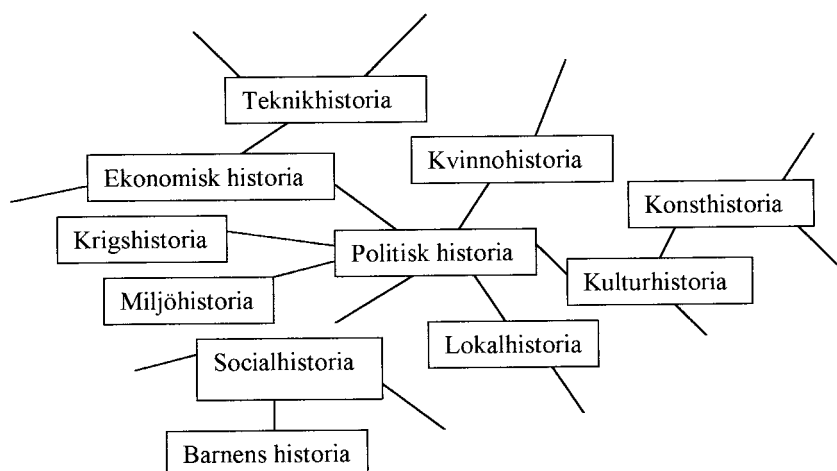 Teknikhistoria
Kvinnohistoria
Ekonomisk historia
Konsthistoria
Krigshistoria
Politisk historia
Kulturhistoria
Miljöhistoria
Lokalhistoria
Socialhistoria
Barnens historia